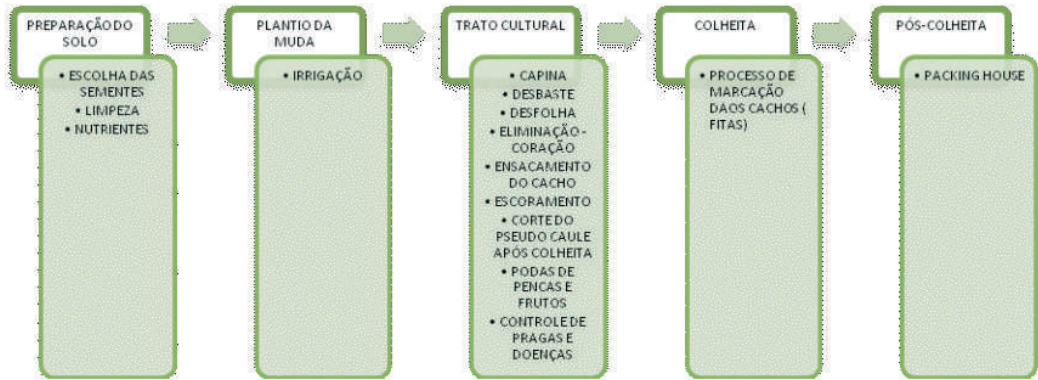 PREPARAÇÃO DO
SOLO
• ESCOLHA DAS
SEMENTES
• LIMPEZA
• NUTRIENTES
PLANTIO DA
MUDA
• IRRIGAÇÃO
TRATO CULTURAL
• CAPINA
• DESBASTE
• DESFOLHA
• ELIMINAÇÃO -
CORAÇÃO
• ENSACAMENTO
DO CACHO
• ESCORAMENTO
• CORTE DO
PSEUDO CAULE
APÓS COLHEITA
• PODAS DE
PENCAS E
FRUTOS
• CONTROLE DE
PRAGAS E
DOENÇAS
COLHEITA
• PROCESSO DE
MARCAÇÃO
DAOS CACHOS (
FITAS)
PÓS-COLHEITA
• PACKING HOUSE